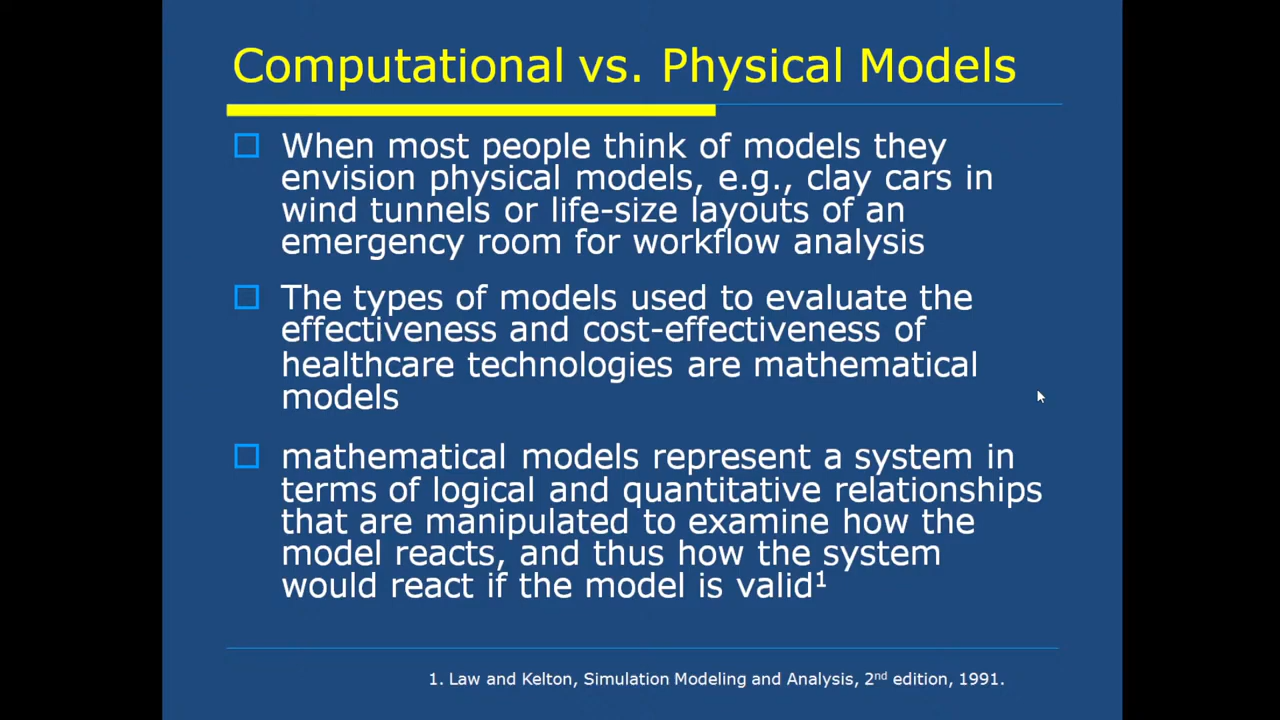 Computational vs. Physical Models
When most people think of models they
envision physical models, e.g., clay cars in
wind tunnels or life-size layouts of an
emergency room for workflow analysis
The types of models used to evaluate the
effectiveness and cost-effectiveness of
healthcare technologies are mathematical
models
mathematical models represent a system in
terms of logical and quantitative relationships
that are manipulated to examine how the
model reacts, and thus how the system
would react if the model is valid¹
1. Law and Kelton, Simulation Modeling and Analysis, 2nd edition, 1991.